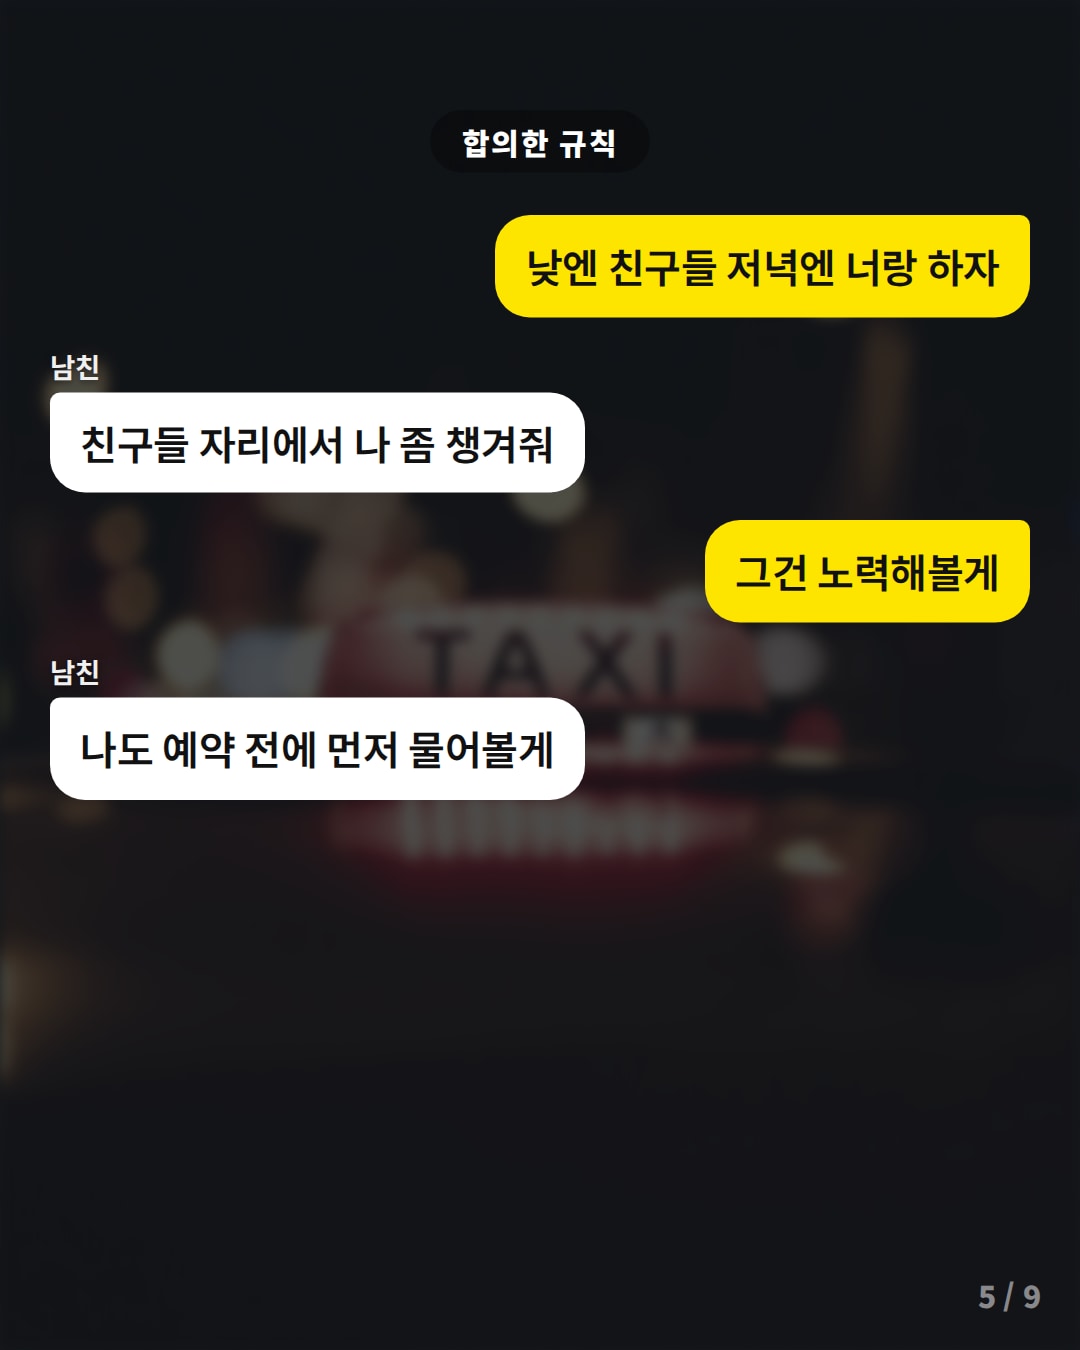 합의한 규칙
낮엔 친구들 저녁엔 너랑 하자
남친
친구들 자리에서 나 좀 챙겨줘
그건 노력해볼게
TAXI
남친
나도 예약 전에 먼저 물어볼게
5 / 9